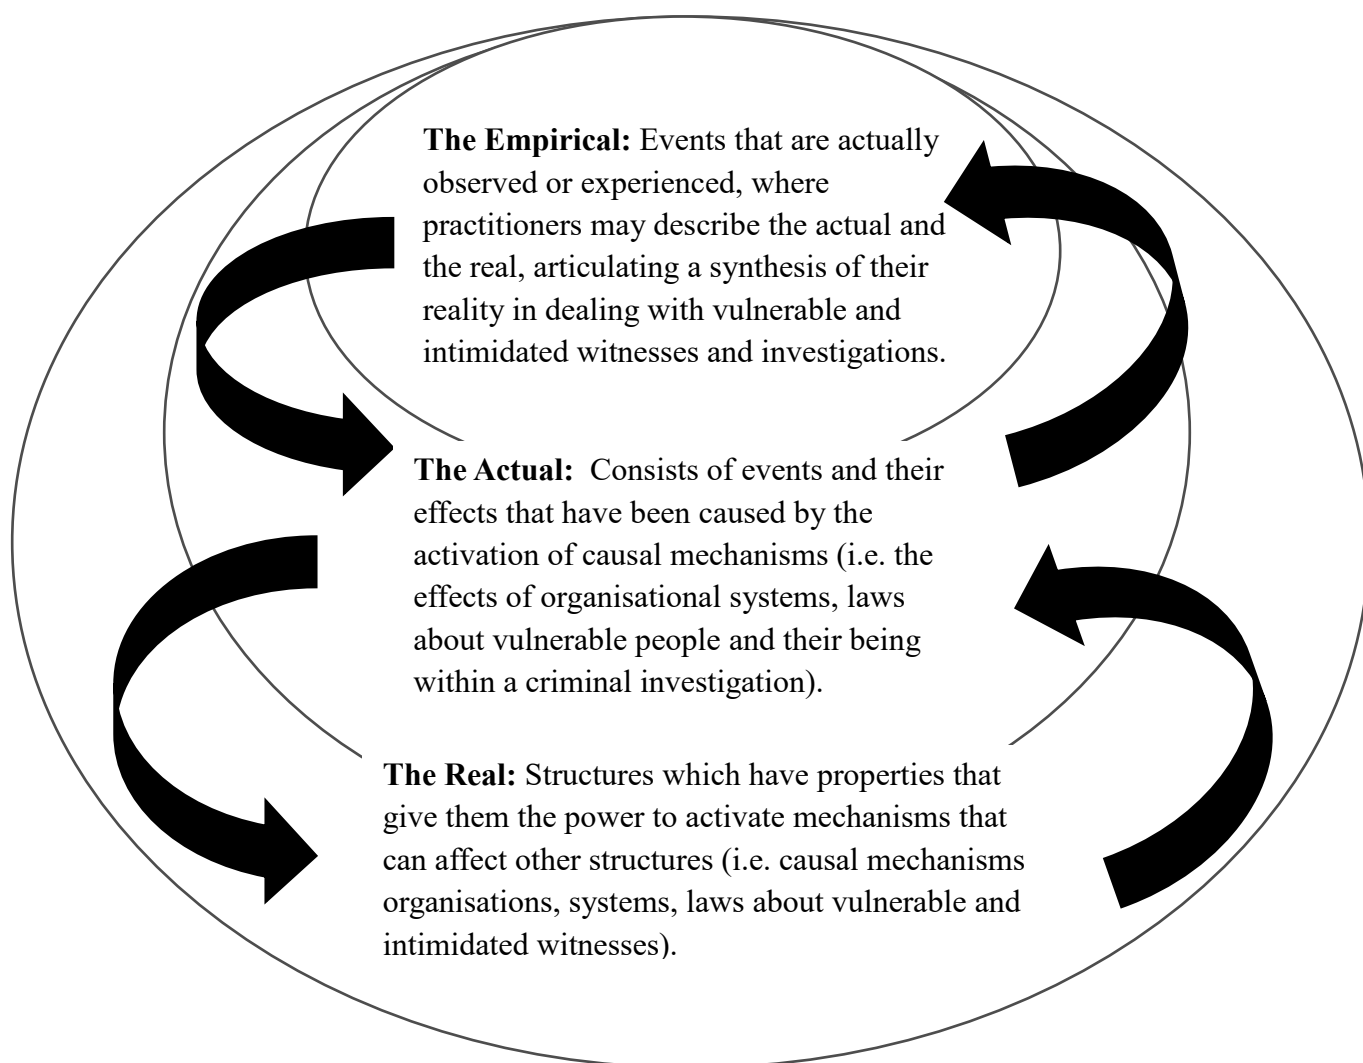 The Empirical: Events that are actually
observed or experienced, where
practitioners may describe the actual and
the real, articulating a synthesis of their
reality in dealing with vulnerable and
intimidated witnesses and investigations.
The Actual:  Consists of events and their
effects that have been caused by the
activation of causal mechanisms (i.e. the
effects of organisational systems, laws
about vulnerable people and their being
within a criminal investigation).
The Real: Structures which have properties that
give them the power to activate mechanisms that
can affect other structures (i.e. causal mechanisms
organisations, systems, laws about vulnerable and
intimidated witnesses).